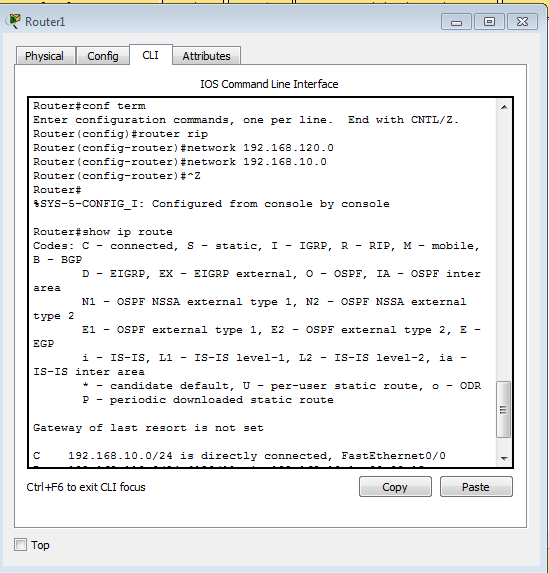 Router1
Physical Config CLI Attributes
IOS Command Line Interface
Router#conf term
Enter configuration commands, one per line.  End with CNTL/Z.
Router(config)#router rip
Router(config-router)#network 192.168.120.0
Router(config-router)#network 192.168.10.0
Router(config-router)#^Z
Router#
%SYS-5-CONFIG_I: Configured from console by console
Router#show ip route
Codes: C - connected, S - static, I - IGRP, R - RIP, M - mobile,
B - BGP
D - EIGRP, EX - EIGRP external, O - OSPF, IA - OSPF inter
area
N1 - OSPF NSSA external type 1, N2 - OSPF NSSA external
type 2
E1 - OSPF external type 1, E2 - OSPF external type 2, E -
EGP
i - IS-IS, L1 - IS-IS level-1, L2 - IS-IS level-2, ia -
IS-IS inter area
* - candidate default, U - per-user static route, o - ODR
P - periodic downloaded static route
Gateway of last resort is not set
C    192.168.10.0/24 is directly connected, FastEthernet0/0
Ctrl+F6 to exit CLI focus
Copy Paste
Top